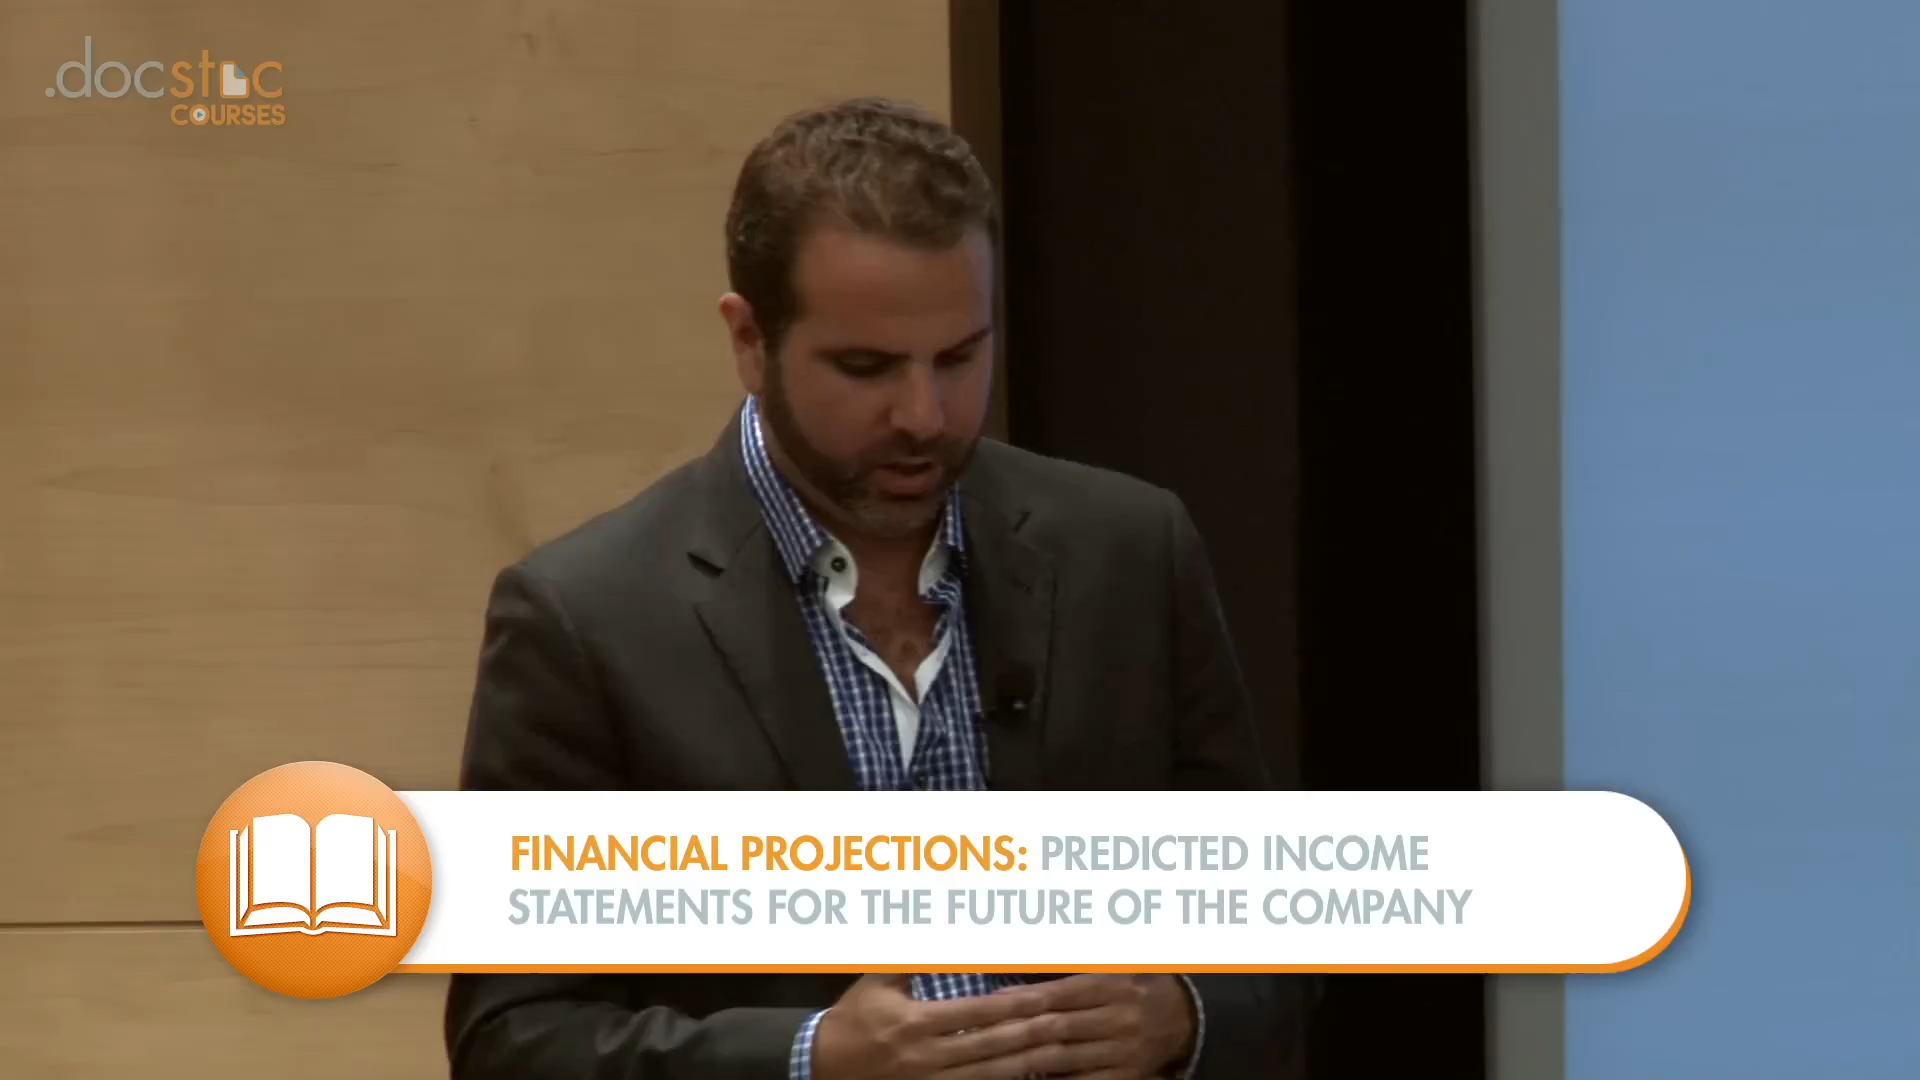 .docstoc
COURSES
FINANCIAL PROJECTIONS: PREDICTED INCOME
STATEMENTS FOR THE FUTURE OF THE COMPANY